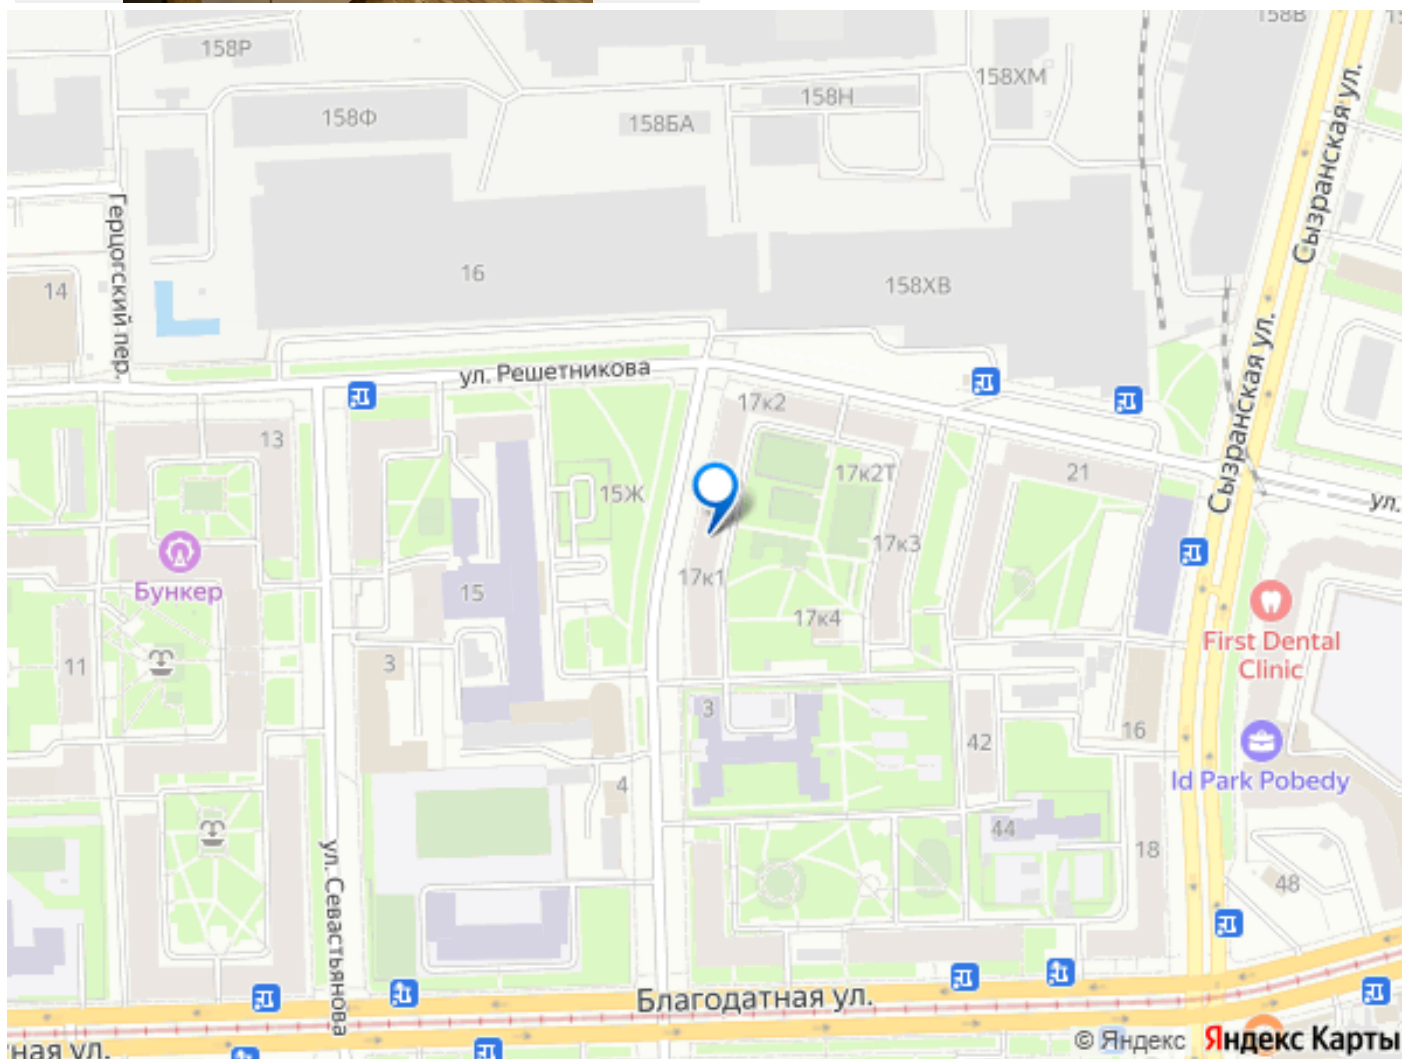 158Р
158В
158ХМ
158Н
158Ф
158БА
Сызранская ул.
Герцогский пер.
16
158ХВ
14
ул. Решетникова
Сызранская ул.
17к2
13
21
17к2Т
15Ж
ул.
17к3
Бункер
17к1
15
17к4
First Dental
Clinic
11
3
3
16
42
Id Park Pobedy
4
44
18
48
ул. Севастьянова
Благодатная ул.
© Яндекс
Яндекс Карты
ная ул.